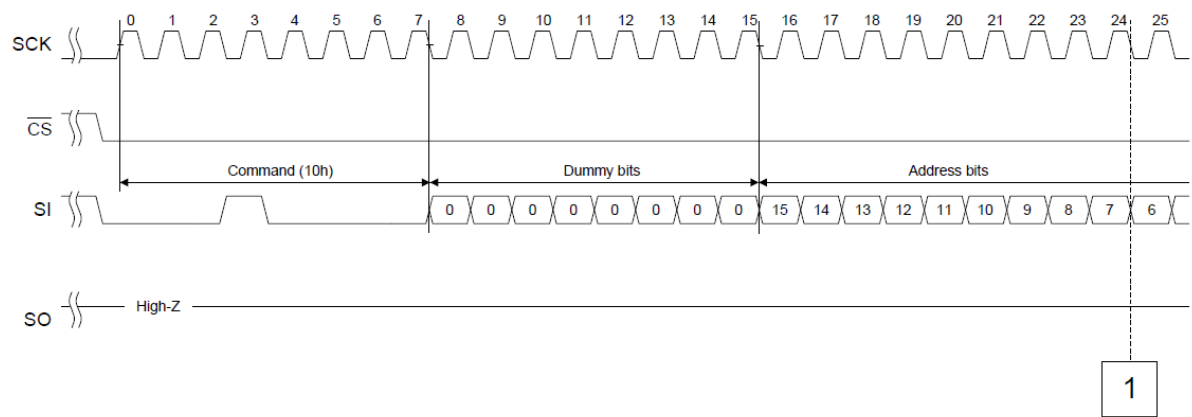 0 1 2 3 4 5 6 7 8 9 10 11 12 13 14 15 16 17 18 19 20 21 22 23 24 25
SCK
CS
Command (10h) Dummy bits Address bits
SI 0 0 0 0 0 0 0 0 15 14 13 12 11 10 9 8 7 6
High-Z
SO
1